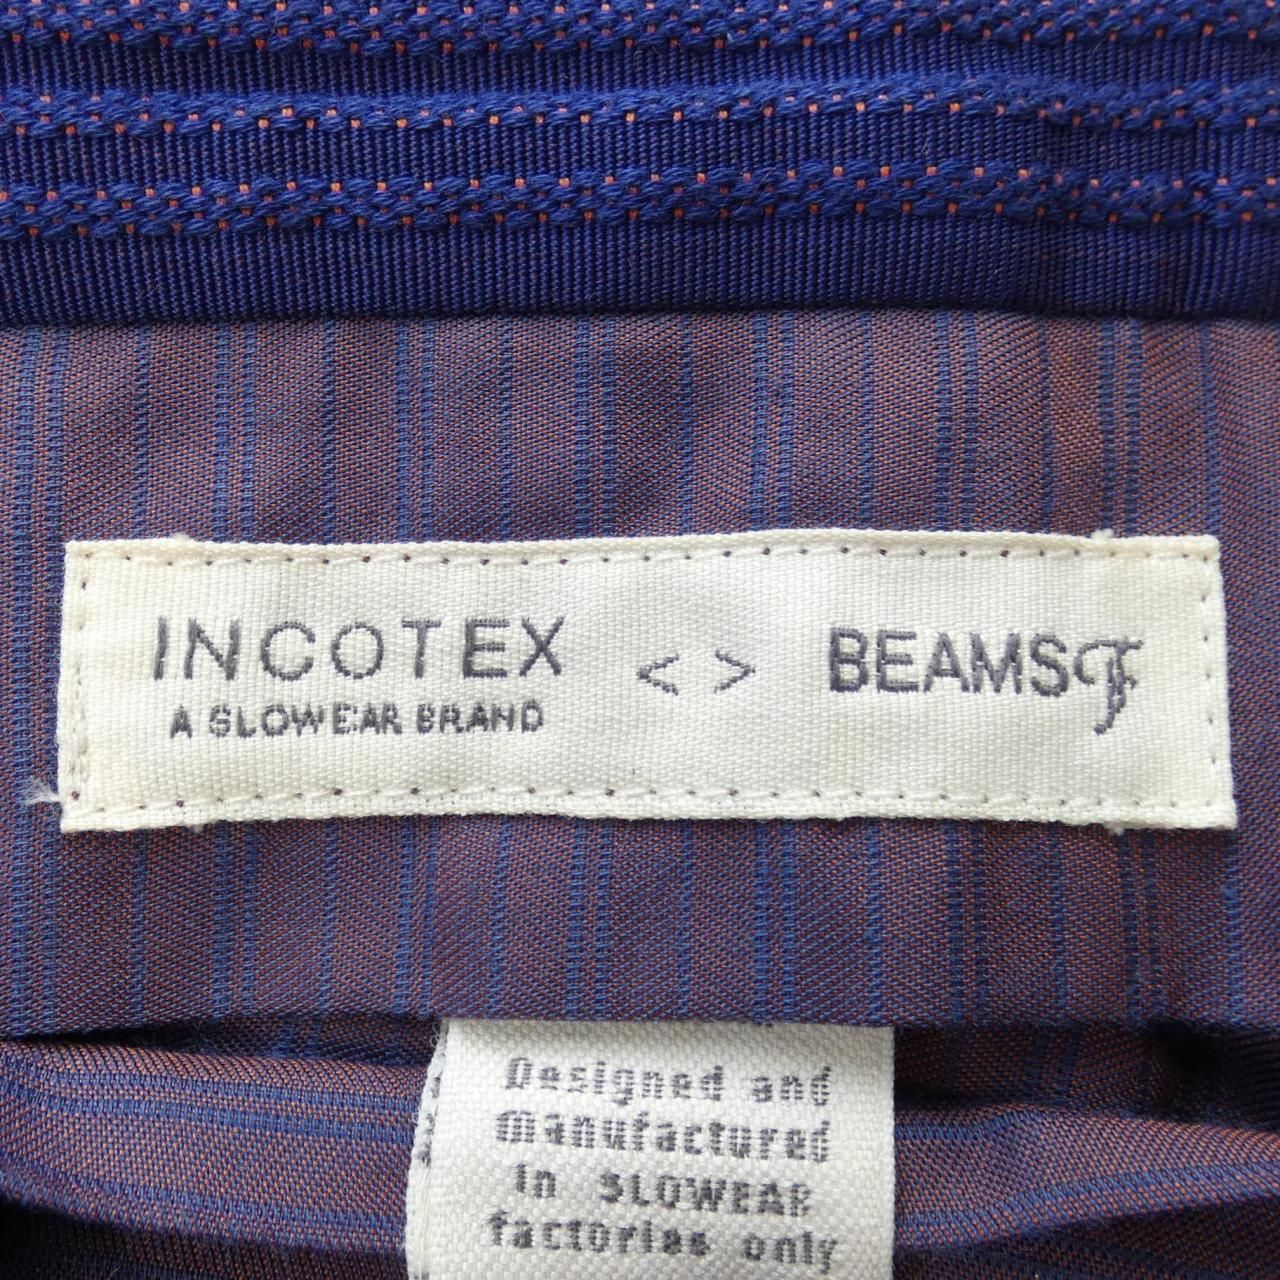 INCOTEX < > BEAMS F
A SLOWEAR BRAND
Designed and
manufactured
in SLOWEAR
factories only